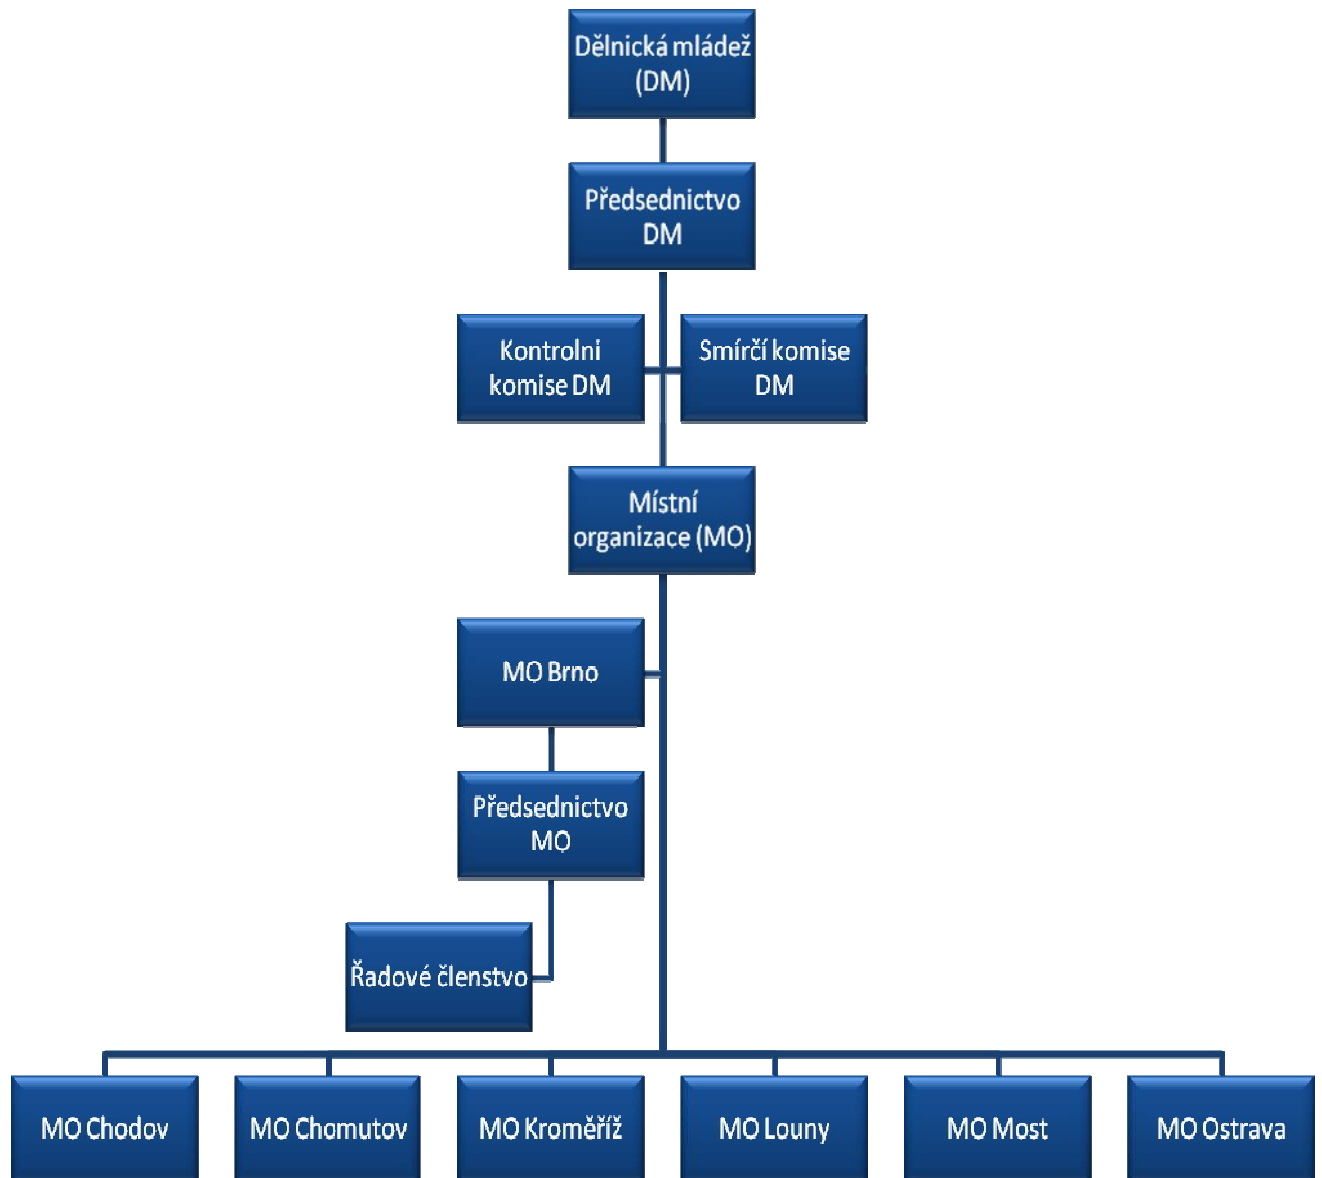 Dělnická mládež
(DM)
Předsednictvo
DM
Kontrolni
komise DM
Smírčí komise
DM
Místní
organizace (MO)
MO Brno
Předsednictvo
MO
Řadové členstvo
MO Chodov
MO Chomutov
MO Kroměříž
MO Louny
MO Most
MO Ostrava